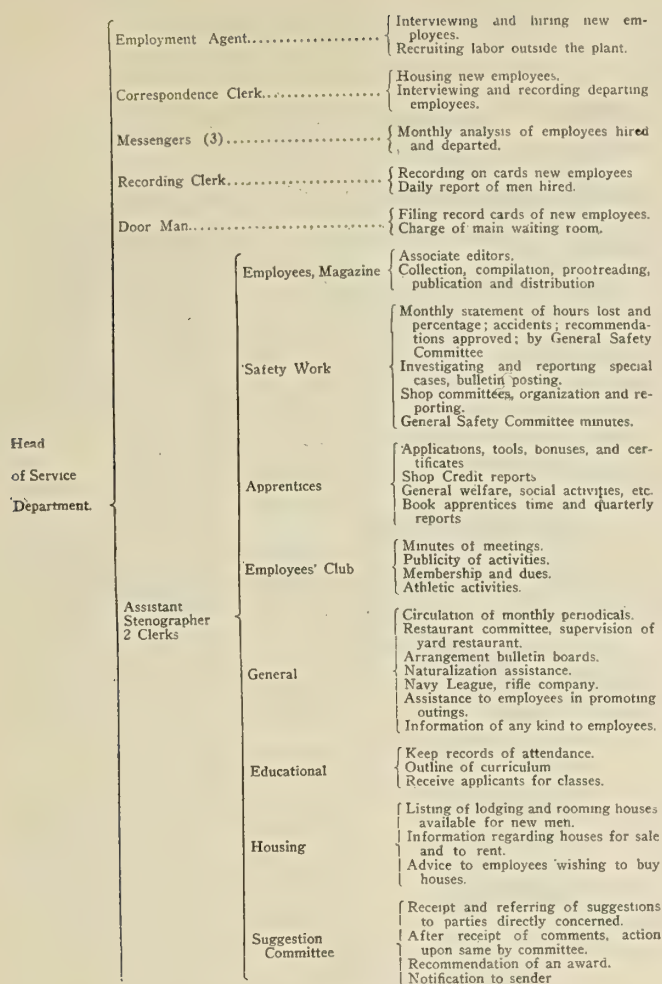 Employment Agent
Interviewing and hiring new em-
ployees.
Recruiting labor outside the plant.
Correspondence Clerk
Housing new employees.
Interviewing and recording departing
employees.
Messengers (3)
Monthly analysis of employees hired
and departed.
Recording Clerk
Recording on cards new employees
Daily report of men hired.
Door Man
Filing record cards of new employees.
Charge of main waiting room.
Head
of Service
Department.
Assistant
Stenographer
2 Clerks
Employees, Magazine
Associate editors.
Collection, compilation, proofreading,
publication and distribution
Safety Work
Monthly statement of hours lost and
percentage; accidents; recommenda-
tions approved; by General Safety
Committee
Investigating and reporting special
cases, bulletin posting.
Shop committees, organization and re-
porting.
General Safety Committee minutes.
Apprentices
Applications, tools, bonuses, and cer-
tificates
Shop Credit reports
General welfare, social activities, etc.
Book apprentices time and quarterly
reports
Employees' Club
Minutes of meetings.
Publicity of activities.
Membership and dues.
Athletic activities.
General
Circulation of monthly periodicals.
Restaurant committee, supervision of
yard restaurant.
Arrangement bulletin boards.
Naturalization assistance.
Navy League, rifle company.
Assistance to employees in promoting
outings.
Information of any kind to employees.
Educational
Keep records of attendance.
Outline of curriculum
Receive applicants for classes.
Housing
Listing of lodging and rooming houses
available for new men.
Information regarding houses for sale
and to rent.
Advice to employees wishing to buy
houses.
Suggestion
Committee
Receipt and referring of suggestions
to parties directly concerned.
After receipt of comments, action
upon same by committee.
Recommendation of an award.
Notification to sender